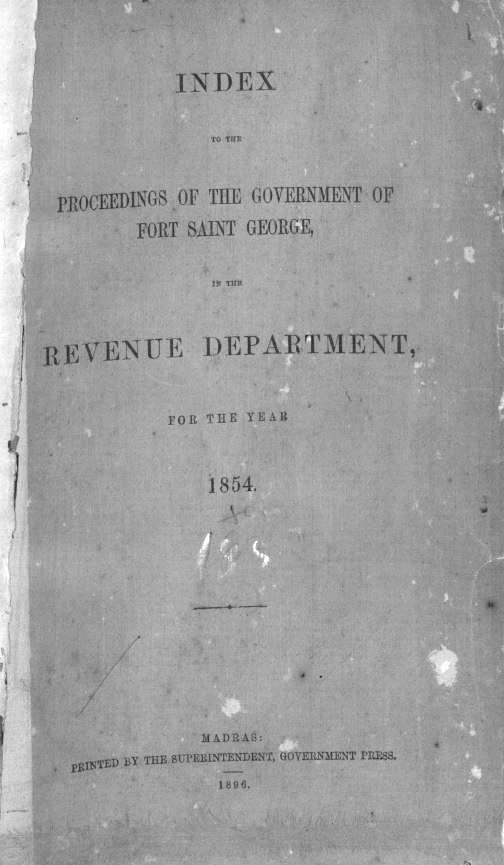 INDEX
TO THE
PROCEEDINGS OF THE GOVERNMENT OF
FORT SAINT GEORGE,
IN THE
REVENUE DEPARTMENT,
FOR THE YEAR
1854.
MADRAS:
PRINTED BY THE SUPERINTENDENT, GOVERNMENT PRESS.
1896.